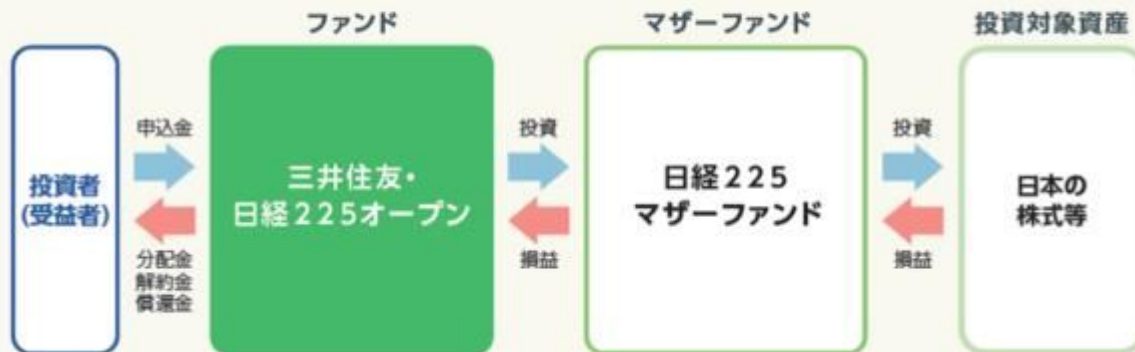 ファンド
マザーファンド
投資対象資産
投資者
(受益者)
申込金
分配金
解約金
償還金
三井住友・
日経225オープン
投資
損益
日経225
マザーファンド
投資
損益
日本の
株式等